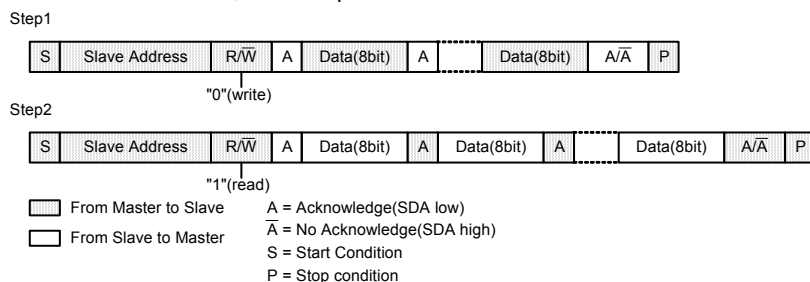 Step1
S Slave Address R/W̅ A Data(8bit) A Data(8bit) A/A̅ P
"0"(write)
Step2
S Slave Address R/W̅ A Data(8bit) A Data(8bit) A Data(8bit) A/A̅ P
"1"(read)
From Master to Slave A = Acknowledge(SDA low)
From Slave to Master A̅ = No Acknowledge(SDA high)
S = Start Condition
P = Stop condition